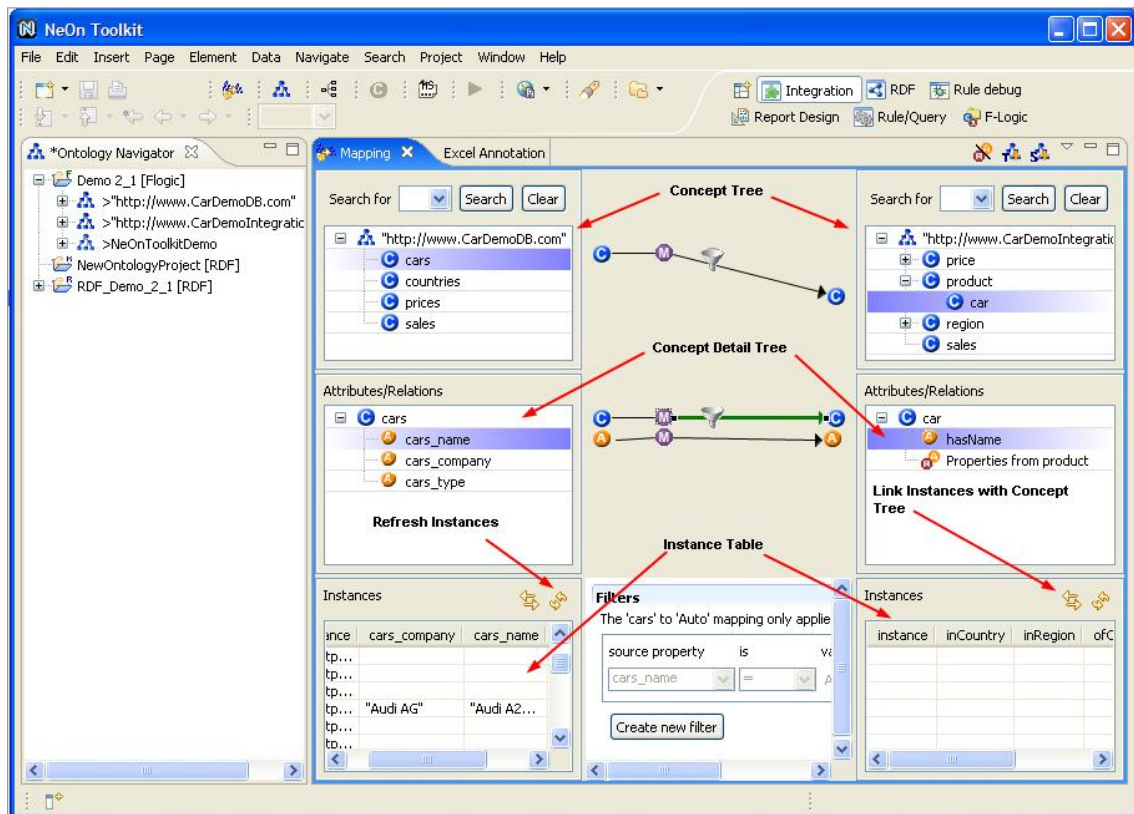 NeOn Toolkit
File Edit Insert Page Element Data Navigate Search Project Window Help
Integration RDF Rule debug
Report Design Rule/Query F-Logic
*Ontology Navigator
Demo 2_1 [Flogic]
>"http://www.CarDemoDB.com"
>"http://www.CarDemoIntegratic
>NeOnToolkitDemo
NewOntologyProject [RDF]
RDF_Demo_2_1 [RDF]
Mapping Excel Annotation
Search for Search Clear
"http://www.CarDemoDB.com"
cars
countries
prices
sales
Concept Tree
Search for Search Clear
"http://www.CarDemoIntegratic
price
product
car
region
sales
Concept Detail Tree
Attributes/Relations
cars
cars_name
cars_company
cars_type
Refresh Instances
Attributes/Relations
car
hasName
Properties from product
Link Instances with Concept
Tree
Instance Table
Instances
ance cars_company cars_name
tp...
tp...
tp...
tp... "Audi AG" "Audi A2...
tp...
tp...
Filters
The 'cars' to 'Auto' mapping only applie
source property is va
cars_name =
Create new filter
Instances
instance inCountry inRegion ofC